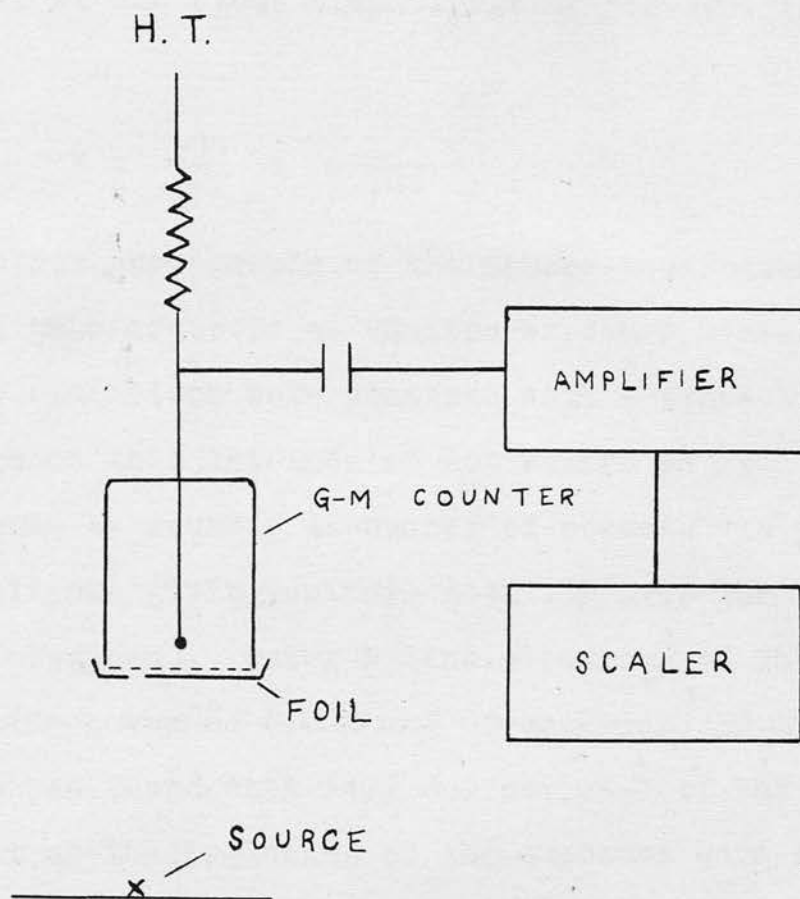 H. T.
AMPLIFIER
G-M COUNTER
SCALER
FOIL
SOURCE
x